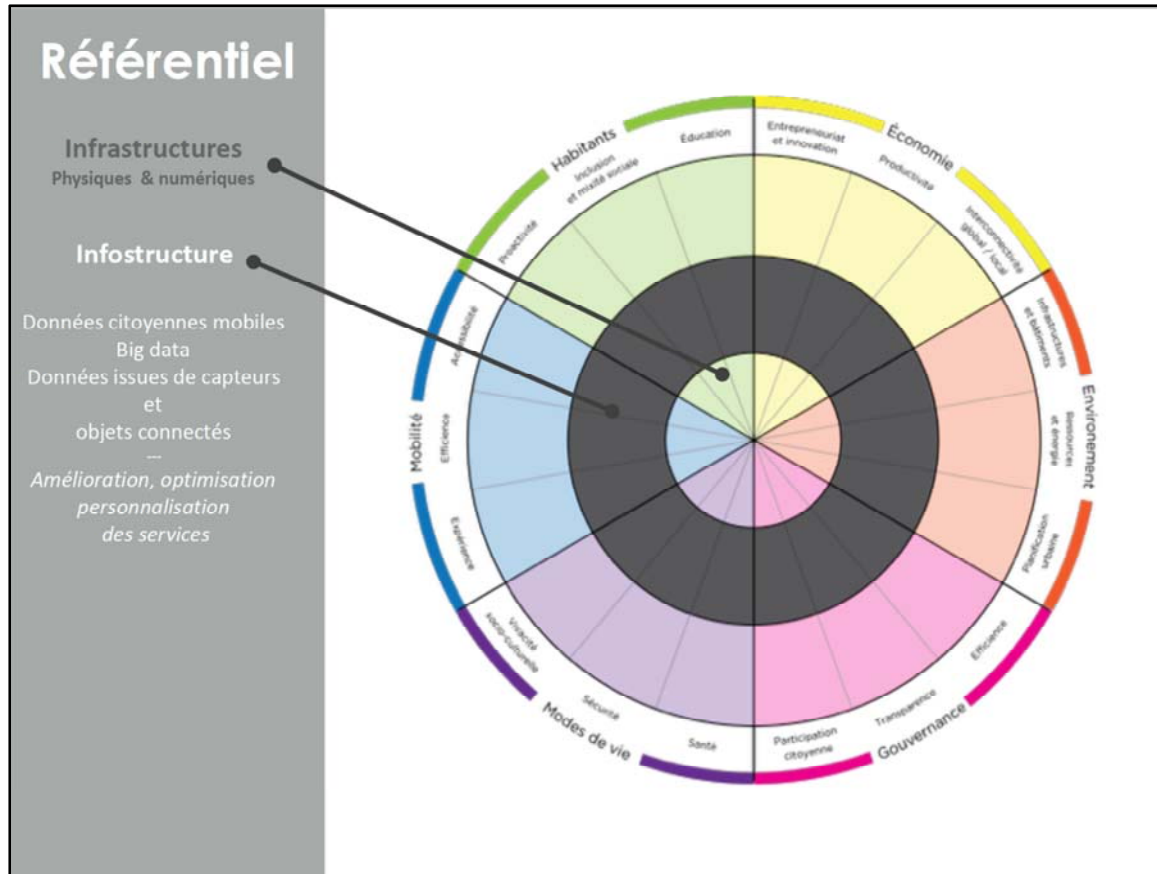 Référentiel
Infrastructures
Physiques & numériques
Infostructure
Données citoyennes mobiles
Big data
Données issues de capteurs
et
objets connectés
—
Amélioration, optimisation
personnalisation
des services
Habitants
Proactivité
Inclusion
et mixité sociale
Éducation
Économie
Entrepreneuriat
et innovation
Productivité
Interconnectivité
global / local
Environement
Infrastructures
et bâtiments
Ressources
et énergie
Planification
urbaine
Gouvernance
Efficience
Transparence
Participation
citoyenne
Modes de vie
Santé
Sécurité
Vivacité
socio-culturelle
Mobilité
Expérience
Efficience
Accessibilité